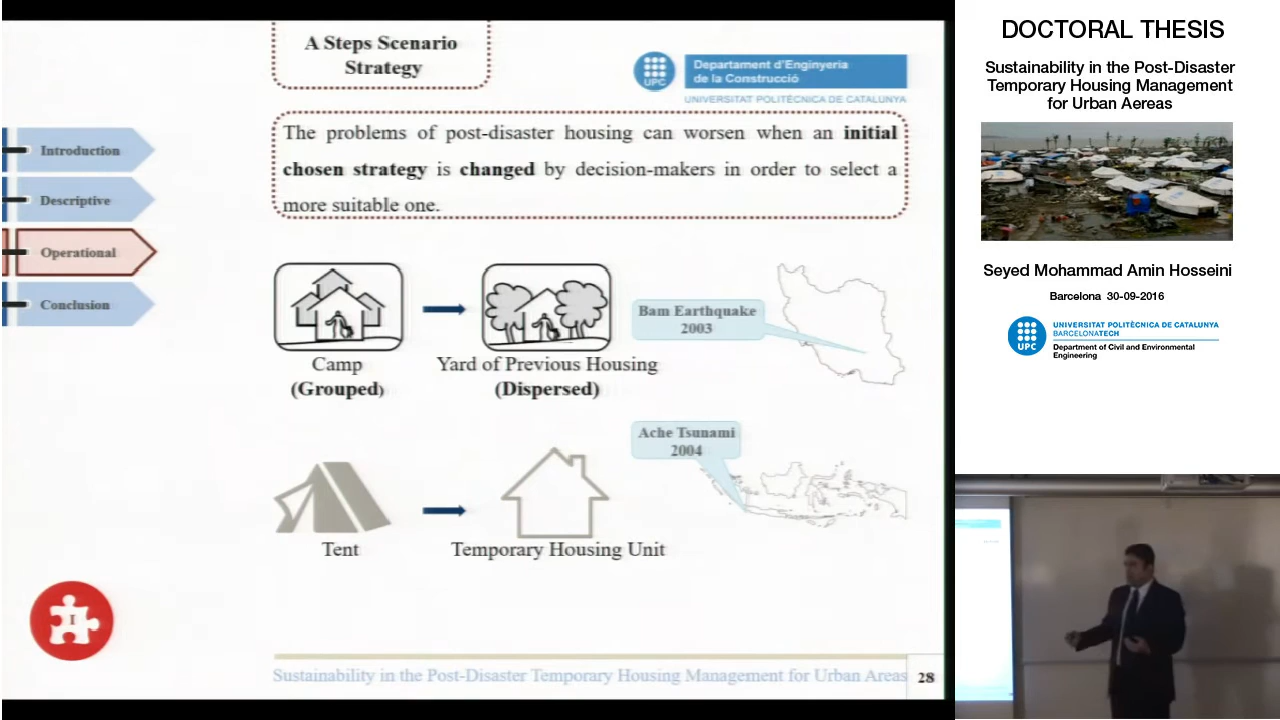 A Steps Scenario
Strategy
UPC
Departament d'Enginyeria
de la Construcció
UNIVERSITAT POLITÈCNICA DE CATALUNYA
The problems of post-disaster housing can worsen when an initial
chosen strategy is changed by decision-makers in order to select a
more suitable one.
Introduction
Descriptive
Operational
Conclusion
Camp
(Grouped)
Yard of Previous Housing
(Dispersed)
Bam Earthquake
2003
Ache Tsunami
2004
Tent
Temporary Housing Unit
I
Sustainability in the Post-Disaster Temporary Housing Management for Urban Areas
28
DOCTORAL THESIS
Sustainability in the Post-Disaster
Temporary Housing Management
for Urban Aereas
Seyed Mohammad Amin Hosseini
Barcelona 30-09-2016
UPC
UNIVERSITAT POLITÈCNICA DE CATALUNYA
BARCELONATECH
Department of Civil and Environmental
Engineering